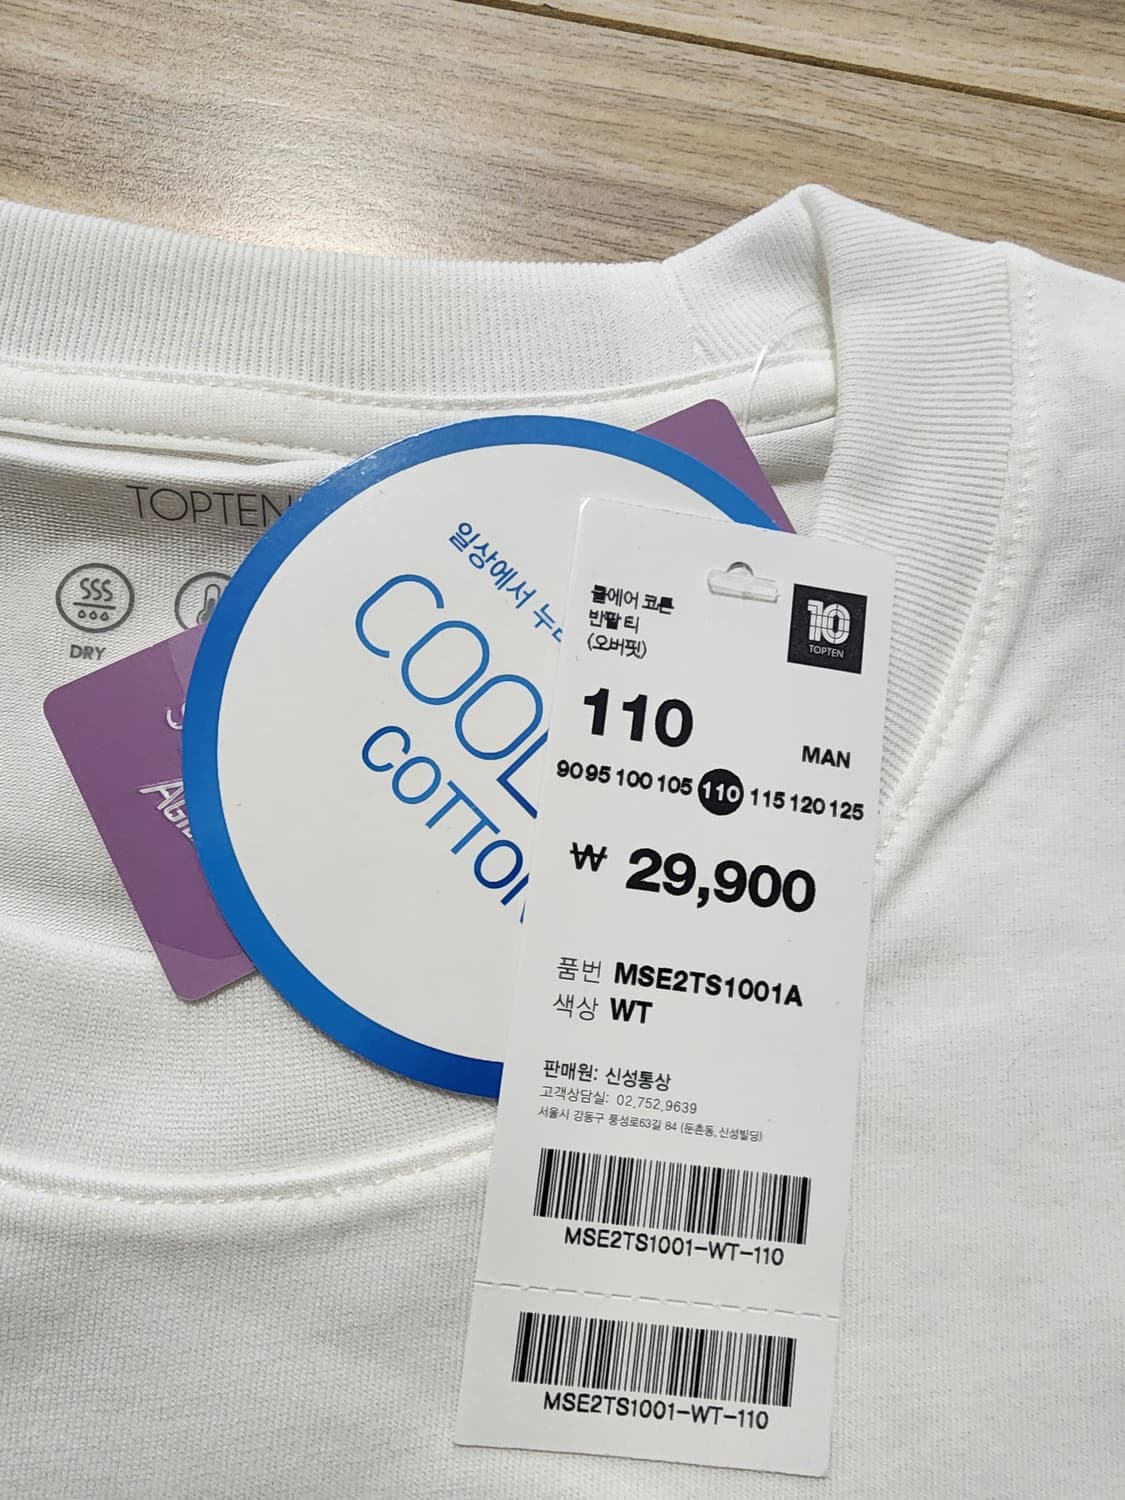 TOPTEN
DRY
일상에서
COOL
COTTON
쿨에어 코튼
반팔 티
(오버핏)
10
TOPTEN
110
MAN
90 95 100 105 110 115 120 125
₩ 29,900
품번 MSE2TS1001A
색상 WT
판매원: 신성통상
고객상담실: 02.752.9639
서울시 강동구 풍성로63길 84 (둔촌동, 신성빌딩)
MSE2TS1001-WT-110
MSE2TS1001-WT-110